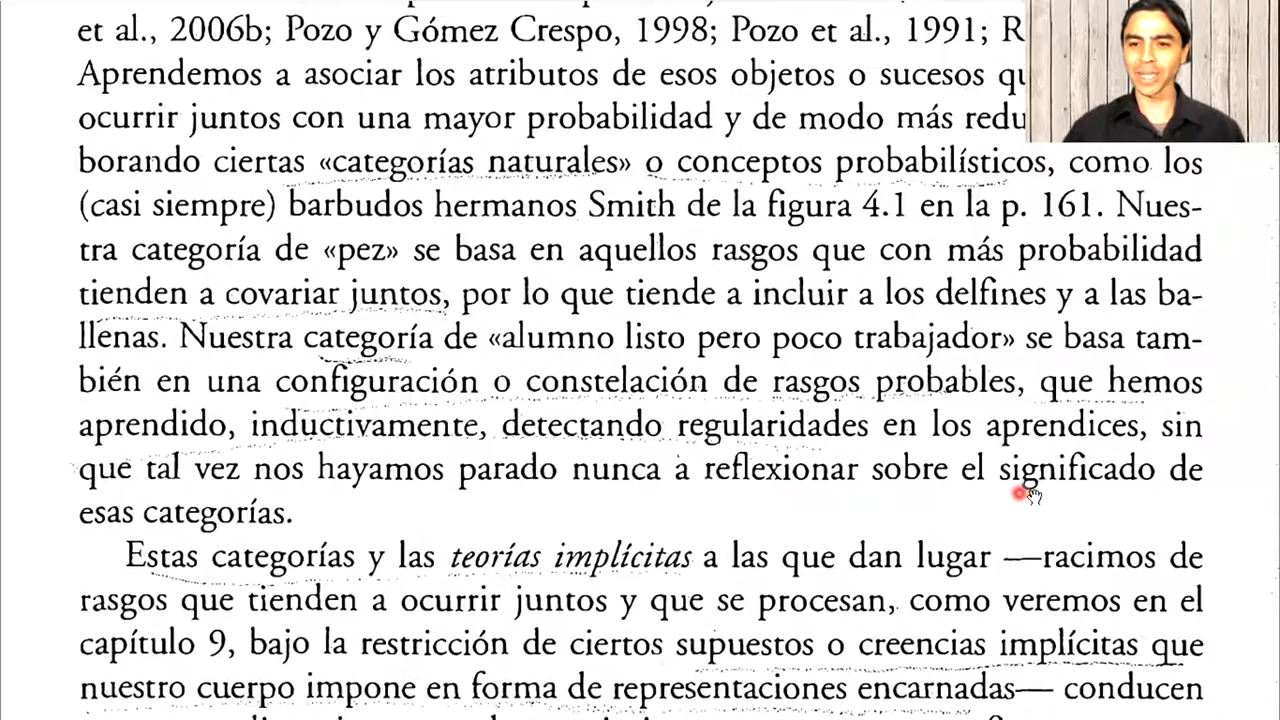 et al., 2006b; Pozo y Gómez Crespo, 1998; Pozo et al., 1991; R
Aprendemos a asociar los atributos de esos objetos o sucesos qu
ocurrir juntos con una mayor probabilidad y de modo más redu
borando ciertas «categorías naturales» o conceptos probabilísticos, como los
(casi siempre) barbudos hermanos Smith de la figura 4.1 en la p. 161. Nues-
tra categoría de «pez» se basa en aquellos rasgos que con más probabilidad
tienden a covariar juntos, por lo que tiende a incluir a los delfines y a las ba-
llenas. Nuestra categoría de «alumno listo pero poco trabajador» se basa tam-
bién en una configuración o constelación de rasgos probables, que hemos
aprendido, inductivamente, detectando regularidades en los aprendices, sin
que tal vez nos hayamos parado nunca a reflexionar sobre el significado de
esas categorías.
Estas categorías y las teorías implícitas a las que dan lugar —racimos de
rasgos que tienden a ocurrir juntos y que se procesan, como veremos en el
capítulo 9, bajo la restricción de ciertos supuestos o creencias implícitas que
nuestro cuerpo impone en forma de representaciones encarnadas— conducen